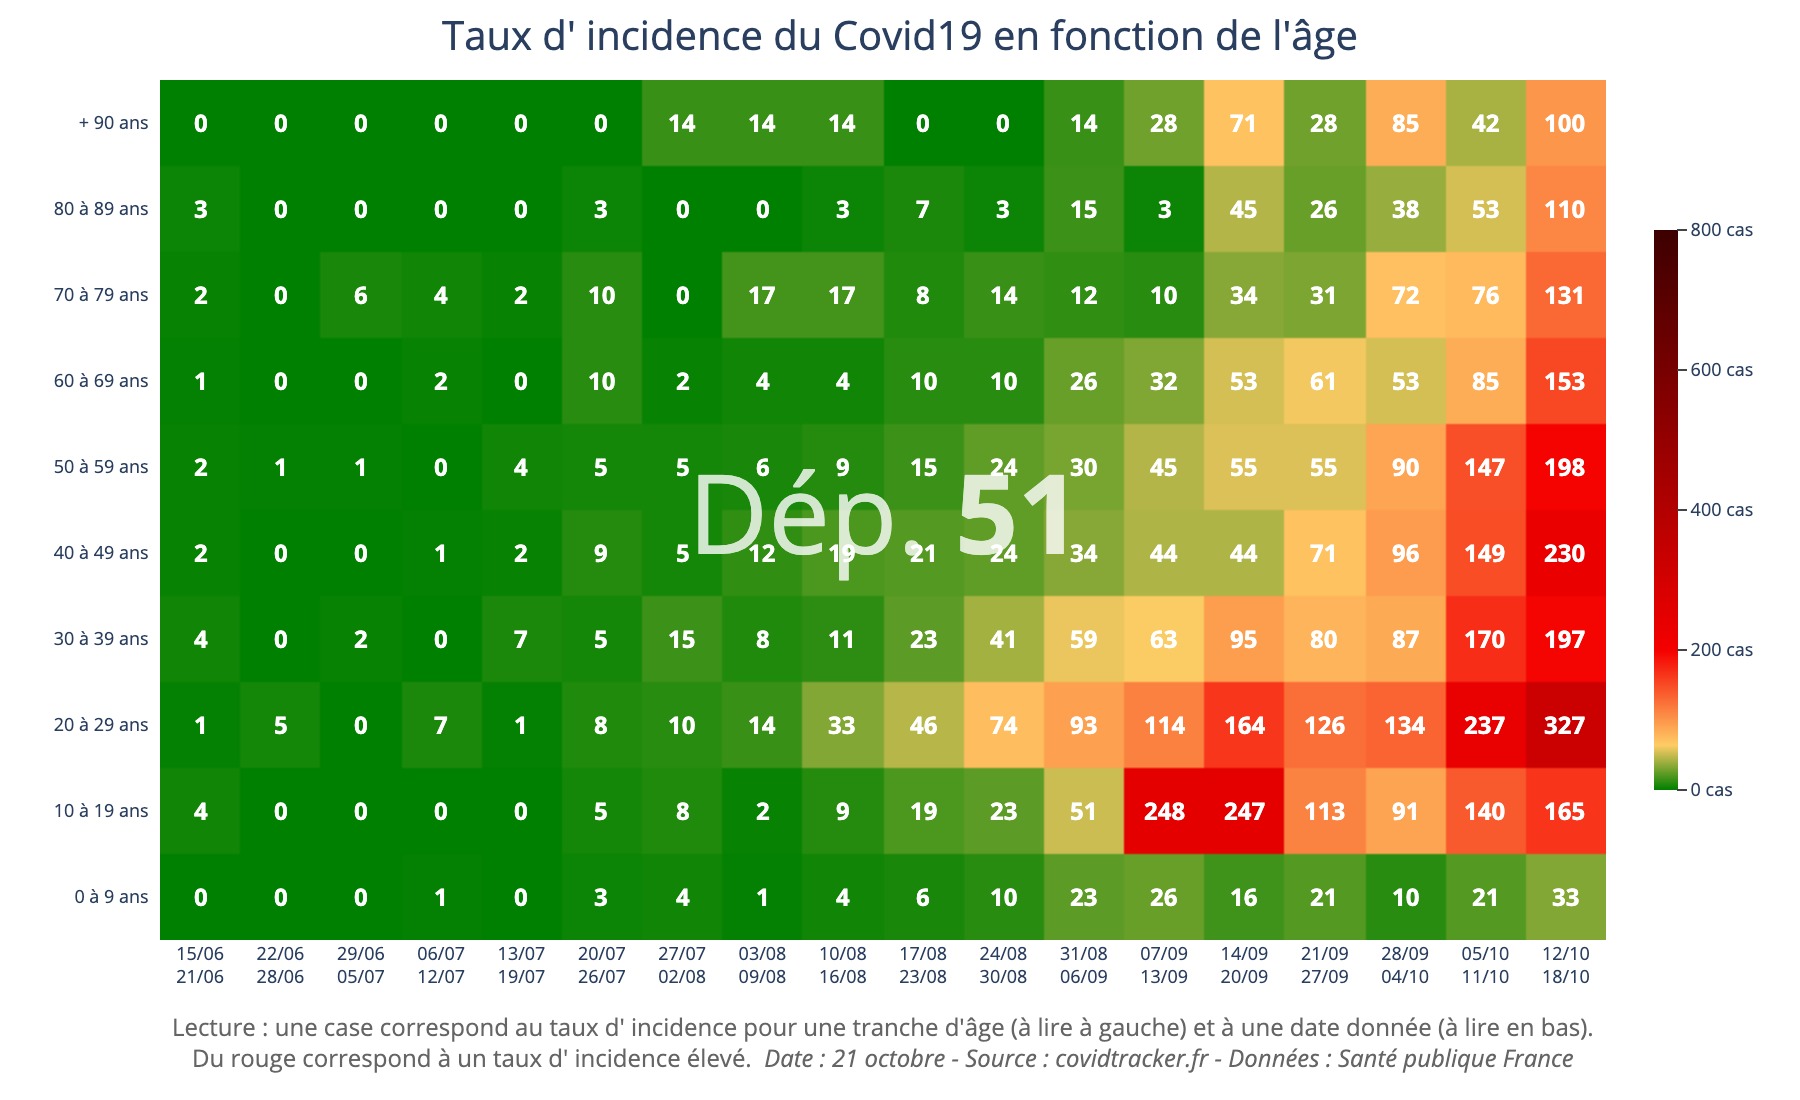 Taux d' incidence du Covid19 en fonction de l'âge
+ 90 ans 0 0 0 0 0 0 14 14 14 0 0 14 28 71 28 85 42 100
80 à 89 ans 3 0 0 0 0 3 0 0 3 7 3 15 3 45 26 38 53 110
70 à 79 ans 2 0 6 4 2 10 0 17 17 8 14 12 10 34 31 72 76 131
60 à 69 ans 1 0 0 2 0 10 2 4 4 10 10 26 32 53 61 53 85 153
50 à 59 ans 2 1 1 0 4 5 5 6 9 15 24 30 45 55 55 90 147 198
Dép. 51
40 à 49 ans 2 0 0 1 2 9 5 12 19 21 24 34 44 44 71 96 149 230
30 à 39 ans 4 0 2 0 7 5 15 8 11 23 41 59 63 95 80 87 170 197
20 à 29 ans 1 5 0 7 1 8 10 14 33 46 74 93 114 164 126 134 237 327
10 à 19 ans 4 0 0 0 0 5 8 2 9 19 23 51 248 247 113 91 140 165
0 à 9 ans 0 0 0 1 0 3 4 1 4 6 10 23 26 16 21 10 21 33
15/06 22/06 29/06 06/07 13/07 20/07 27/07 03/08 10/08 17/08 24/08 31/08 07/09 14/09 21/09 28/09 05/10 12/10
21/06 28/06 05/07 12/07 19/07 26/07 02/08 09/08 16/08 23/08 30/08 06/09 13/09 20/09 27/09 04/10 11/10 18/10
800 cas
600 cas
400 cas
200 cas
0 cas
Lecture : une case correspond au taux d' incidence pour une tranche d'âge (à lire à gauche) et à une date donnée (à lire en bas).
Du rouge correspond à un taux d' incidence élevé. Date : 21 octobre - Source : covidtracker.fr - Données : Santé publique France